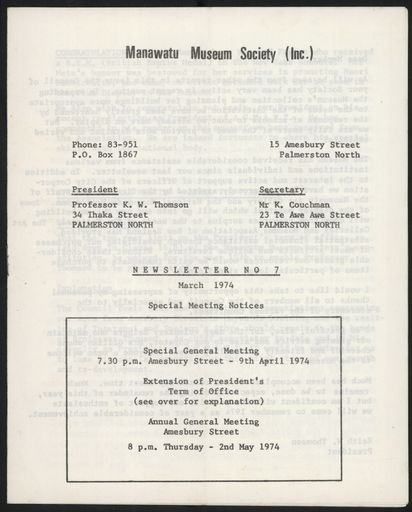 Manawatu Museum Society (Inc.)
Phone: 83-951
P.O. Box 1867
15 Amesbury Street
Palmerston North
President
Professor K. W. Thomson
34 Ihaka Street
PALMERSTON NORTH
Secretary
Mr K. Couchman
23 Te Awe Awe Street
PALMERSTON NORTH
NEWSLETTER NO 7
March 1974
Special Meeting Notices
Special General Meeting
7.30 p.m. Amesbury Street - 9th April 1974
Extension of President's
Term of Office
(see over for explanation)
Annual General Meeting
Amesbury Street
8 p.m. Thursday - 2nd May 1974